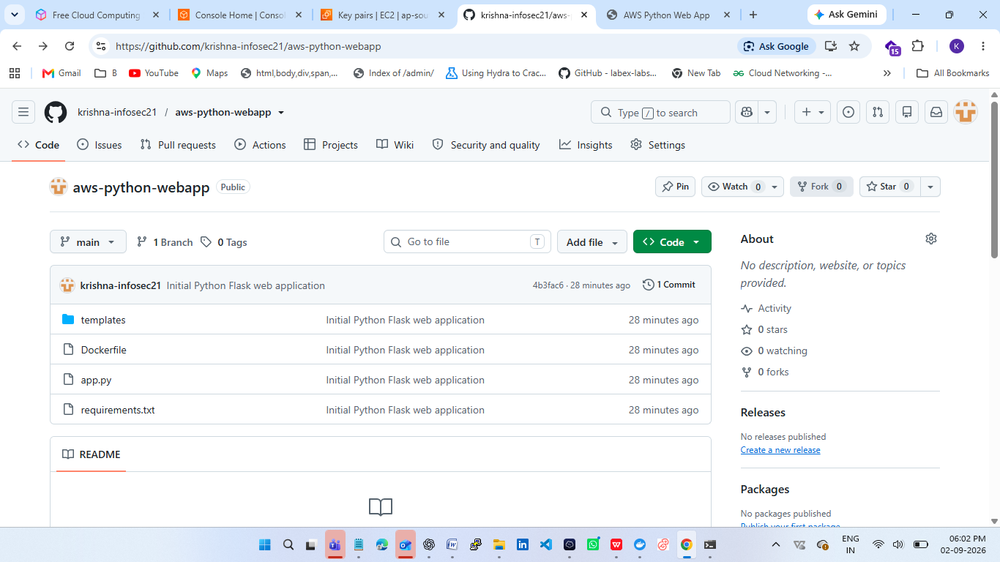 Free Cloud Computing
Console Home | Consol
Key pairs | EC2 | ap-sou
krishna-infosec21/aws-p
AWS Python Web App
Ask Gemini
https://github.com/krishna-infosec21/aws-python-webapp
Ask Google
15
K
Gmail
B
YouTube
Maps
html,body,div,span,...
Index of /admin/
Using Hydra to Crac...
GitHub - labex-labs...
New Tab
Cloud Networking -...
All Bookmarks
krishna-infosec21 / aws-python-webapp
Type / to search
Code
Issues
Pull requests
Actions
Projects
Wiki
Security and quality
Insights
Settings
aws-python-webapp Public
Pin
Watch 0
Fork 0
Star 0
main
1 Branch
0 Tags
Go to file T
Add file
Code
krishna-infosec21 Initial Python Flask web application 4b3fac6 · 28 minutes ago 1 Commit
templates Initial Python Flask web application 28 minutes ago
Dockerfile Initial Python Flask web application 28 minutes ago
app.py Initial Python Flask web application 28 minutes ago
requirements.txt Initial Python Flask web application 28 minutes ago
README
About
No description, website, or topics
provided.
Activity
0 stars
0 watching
0 forks
Releases
No releases published
Create a new release
Packages
No packages published
Publish your first package
ENG
IN
06:02 PM
02-09-2026